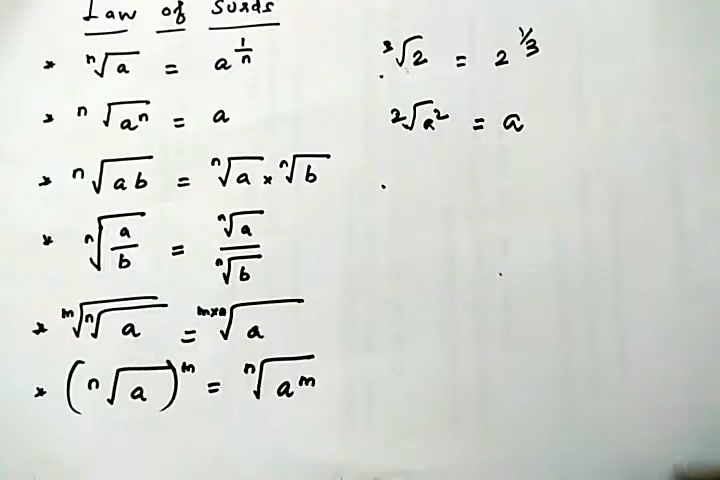 Law of Surds
* ⁿ√a = a^(1/n)
* ⁿ√aⁿ = a
* ⁿ√ab = ⁿ√a × ⁿ√b
* ⁿ√(a/b) = ⁿ√a / ⁿ√b
* ᵐ√ⁿ√a = ᵐˣⁿ√a
* (ⁿ√a)ᵐ = ⁿ√aᵐ
³√2 = 2^(1/3)
²√a² = a